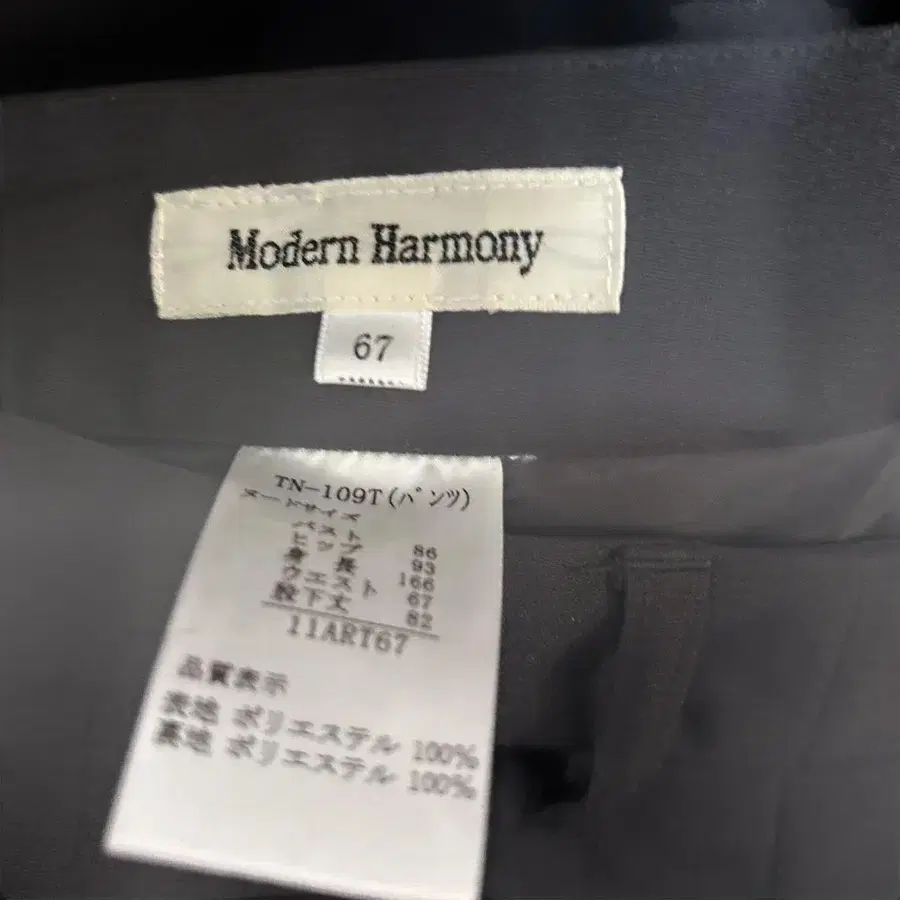 Modern Harmony
67
TN-109T(パンツ)
ヌードサイズ
バスト 86
ヒップ 93
身長 166
ウエスト 67
股下丈 82
11ART67
品質表示
表地 ポリエステル 100%
裏地 ポリエステル 100%